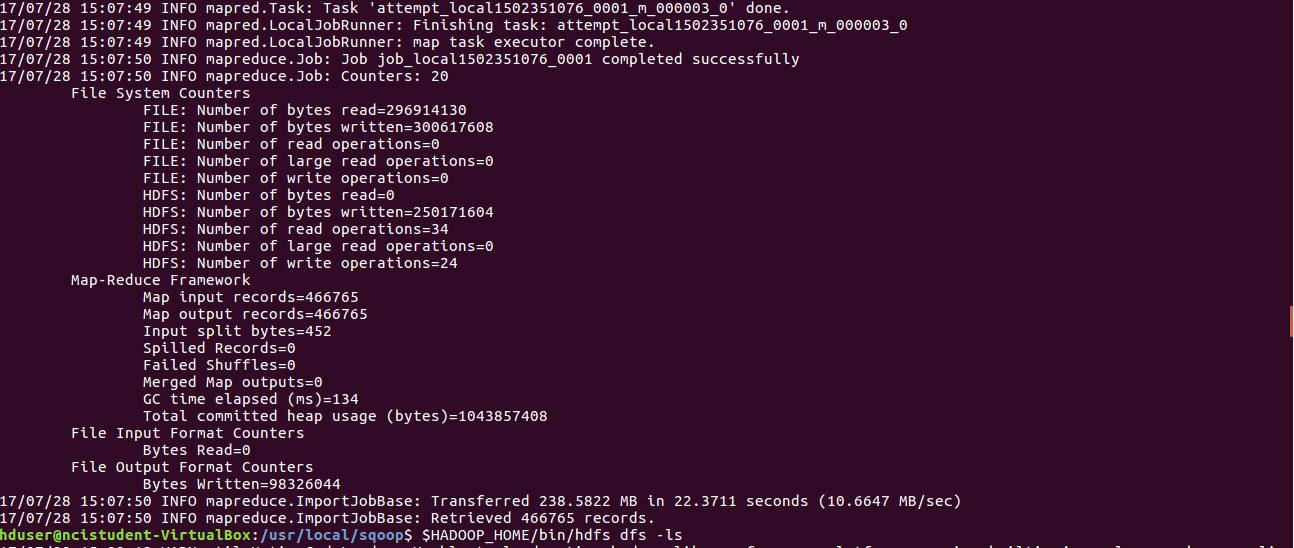 17/07/28 15:07:49 INFO mapred.Task: Task 'attempt_local1502351076_0001_m_000003_0' done.
17/07/28 15:07:49 INFO mapred.LocalJobRunner: Finishing task: attempt_local1502351076_0001_m_000003_0
17/07/28 15:07:49 INFO mapred.LocalJobRunner: map task executor complete.
17/07/28 15:07:50 INFO mapreduce.Job: Job job_local1502351076_0001 completed successfully
17/07/28 15:07:50 INFO mapreduce.Job: Counters: 20
File System Counters
FILE: Number of bytes read=296914130
FILE: Number of bytes written=300617608
FILE: Number of read operations=0
FILE: Number of large read operations=0
FILE: Number of write operations=0
HDFS: Number of bytes read=0
HDFS: Number of bytes written=250171604
HDFS: Number of read operations=34
HDFS: Number of large read operations=0
HDFS: Number of write operations=24
Map-Reduce Framework
Map input records=466765
Map output records=466765
Input split bytes=452
Spilled Records=0
Failed Shuffles=0
Merged Map outputs=0
GC time elapsed (ms)=134
Total committed heap usage (bytes)=1043857408
File Input Format Counters
Bytes Read=0
File Output Format Counters
Bytes Written=98326044
17/07/28 15:07:50 INFO mapreduce.ImportJobBase: Transferred 238.5822 MB in 22.3711 seconds (10.6647 MB/sec)
17/07/28 15:07:50 INFO mapreduce.ImportJobBase: Retrieved 466765 records.
hduser@ncistudent-VirtualBox:/usr/local/sqoop$ $HADOOP_HOME/bin/hdfs dfs -ls